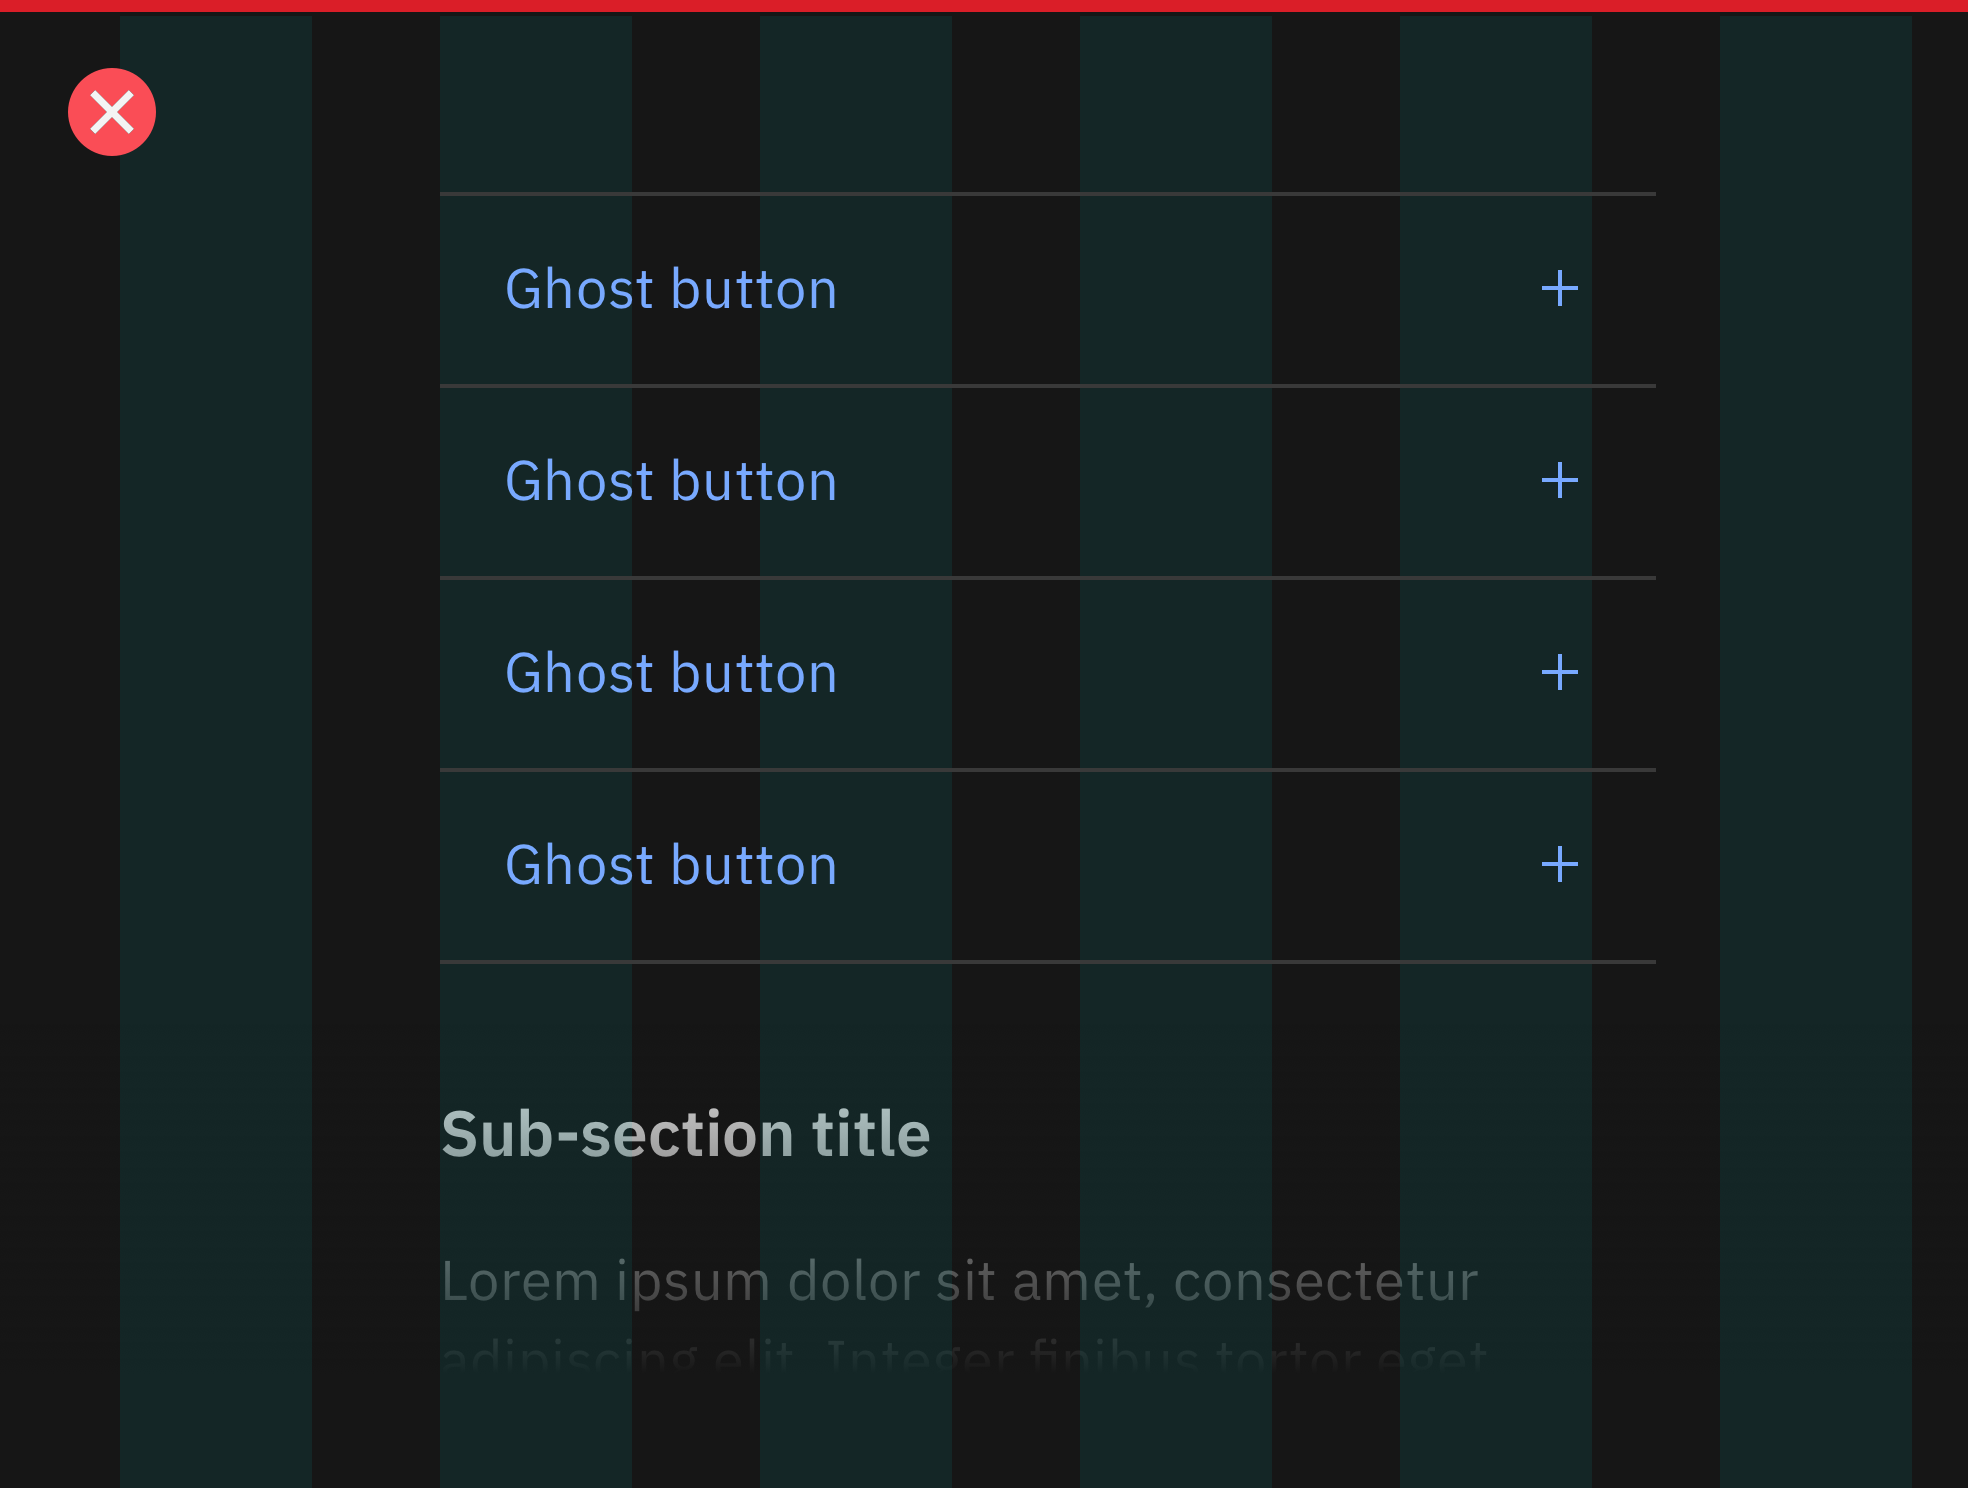 Ghost button
Ghost button
Ghost button
Ghost button
Sub-section title
Lorem ipsum dolor sit amet, consectetur
adipiscing elit. Integer finibus tortor eget